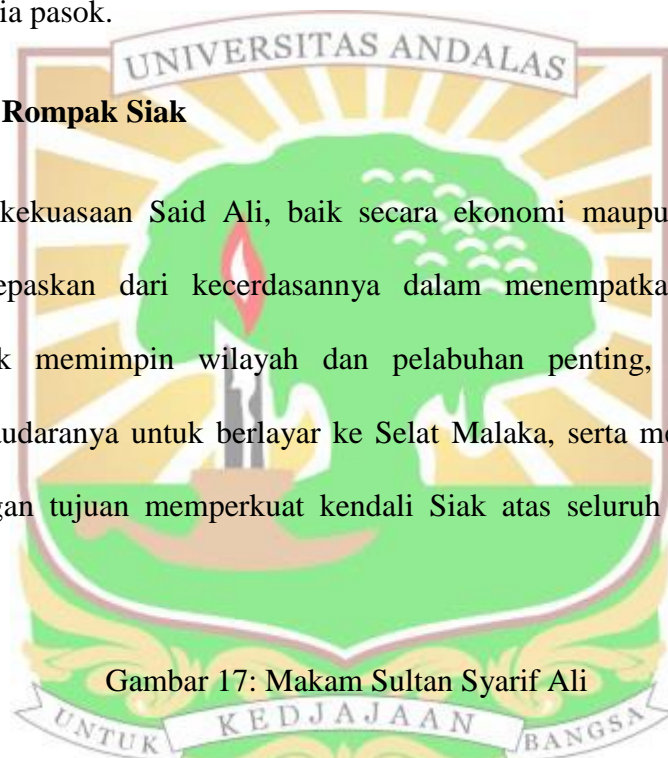 ia pasok.
UNIVERSITAS ANDALAS
Rompak Siak
kekuasaan Said Ali, baik secara ekonomi maupu
epaskan dari kecerdasannya dalam menempatka
k memimpin wilayah dan pelabuhan penting,
udaranya untuk berlayar ke Selat Malaka, serta me
gan tujuan memperkuat kendali Siak atas seluruh
Gambar 17: Makam Sultan Syarif Ali
UNTUK KEDJAJAAN BANGSA